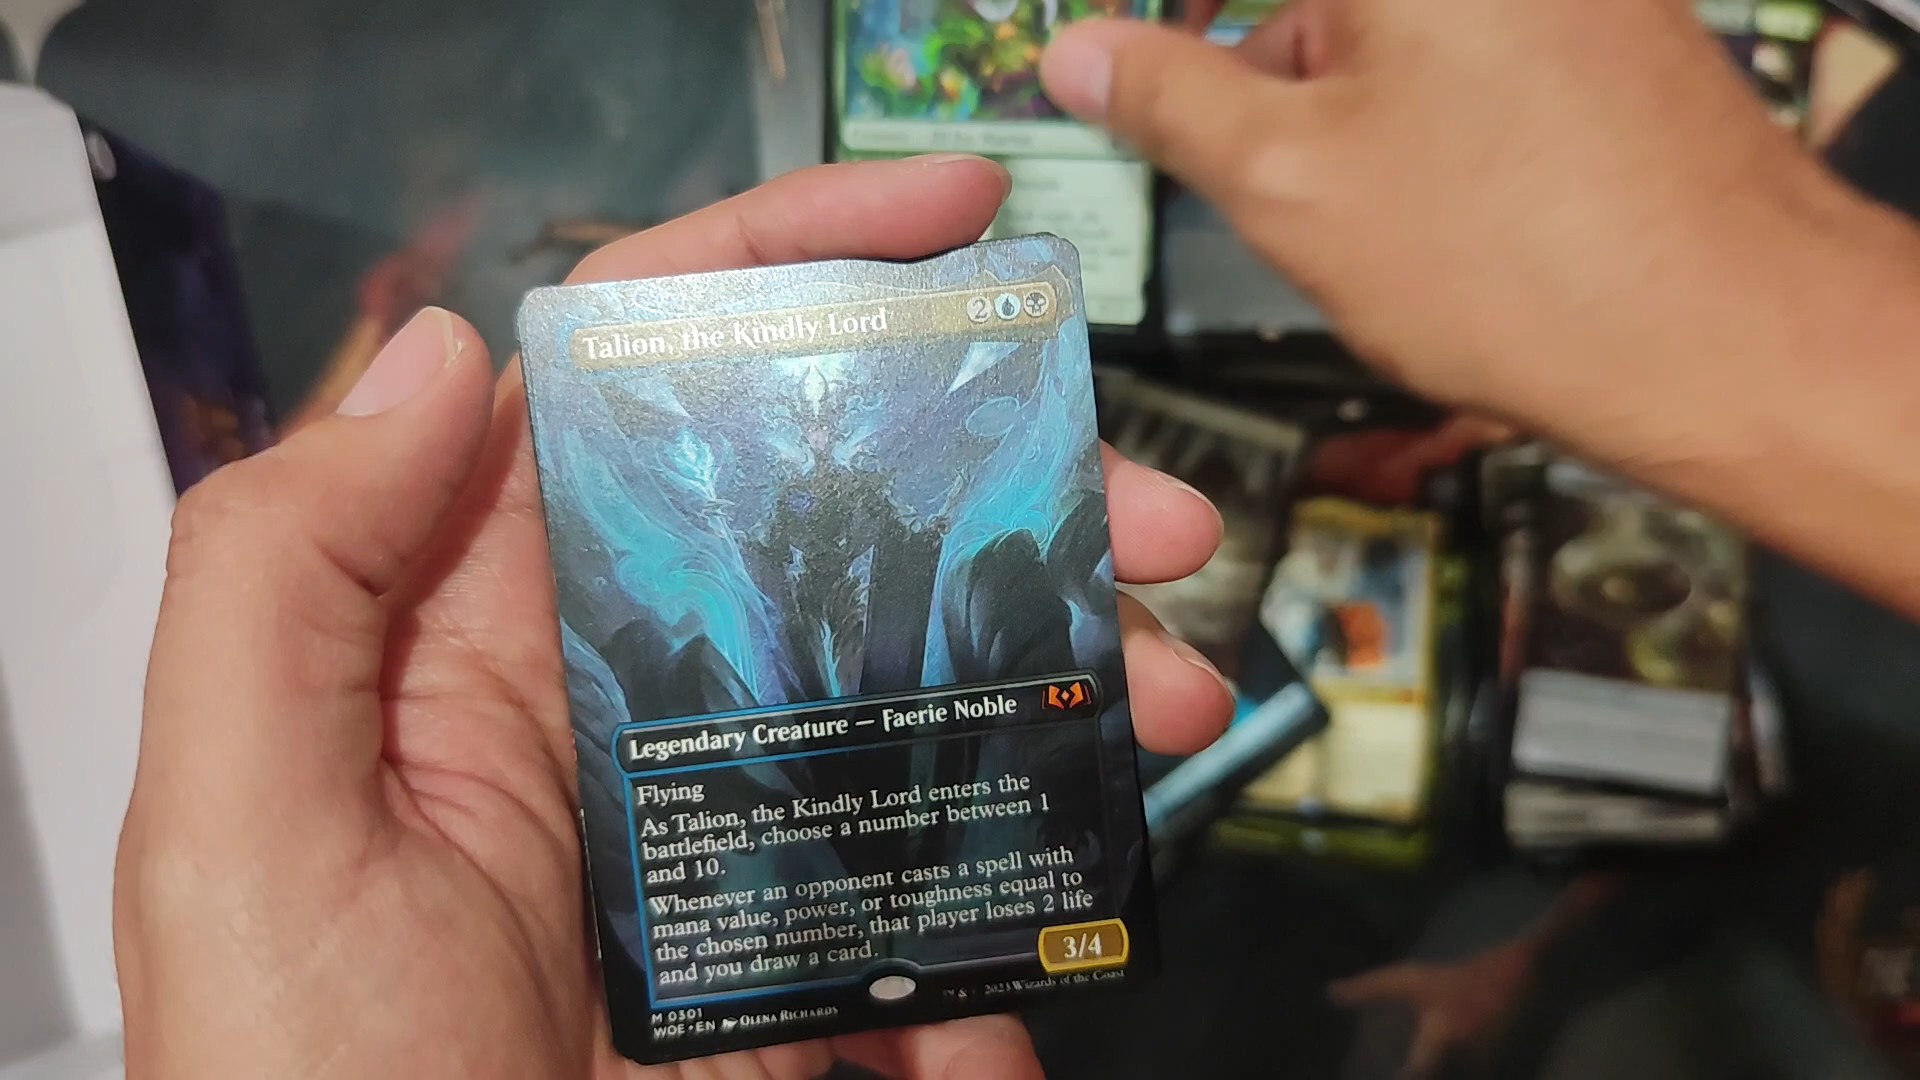 Talion, the Kindly Lord 2
Legendary Creature — Faerie Noble
Flying
As Talion, the Kindly Lord enters the
battlefield, choose a number between 1
and 10.
Whenever an opponent casts a spell with
mana value, power, or toughness equal to
the chosen number, that player loses 2 life
and you draw a card.
3/4
M 0301
WOE • EN OLENA RICHARDS
™ & 2023 Wizards of the Coast